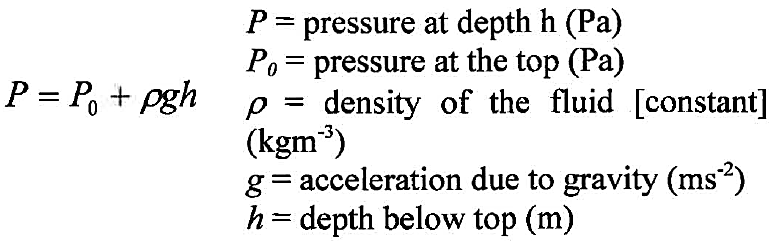 P = pressure at depth h (Pa)
P₀ = pressure at the top (Pa)
P = P₀ + ρgh
ρ = density of the fluid [constant]
(kgm⁻³)
g = acceleration due to gravity (ms⁻²)
h = depth below top (m)